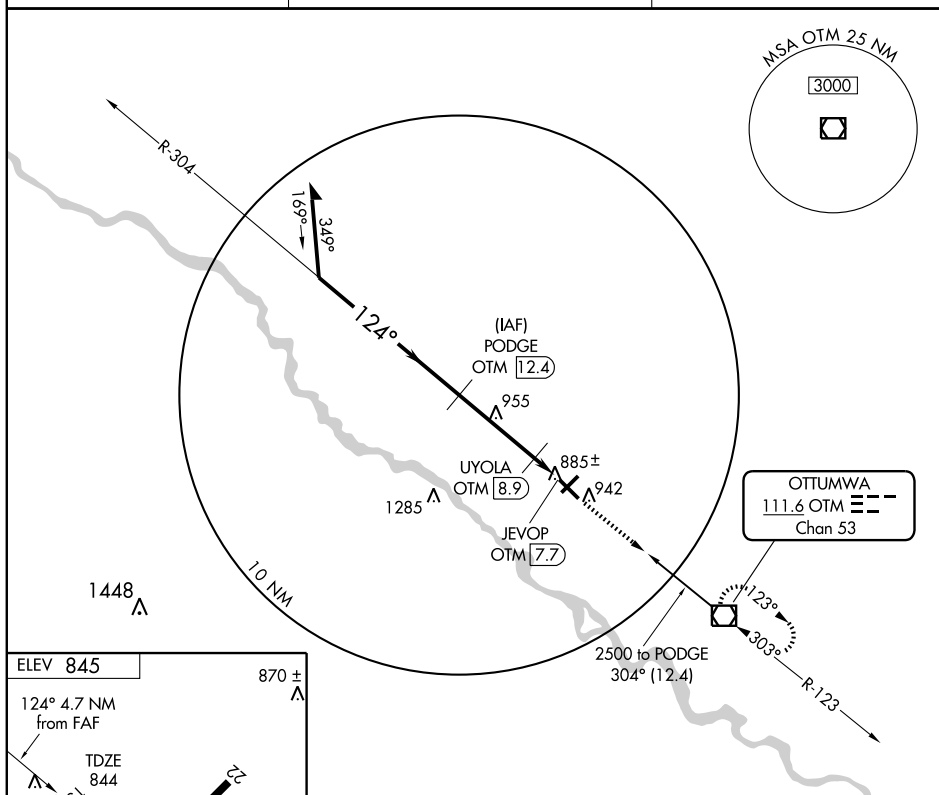 MSA OTM 25 NM
3000
R-304
169°
349°
124°
(IAF)
PODGE
OTM 12.4
955
UYOLA
OTM 8.9
885±
942
1285
JEVOP
OTM 7.7
OTTUMWA
111.6 OTM
Chan 53
10 NM
1448
123°
303°
2500 to PODGE
304° (12.4)
R-123
ELEV 845
870 ±
124° 4.7 NM
from FAF
TDZE
844
22